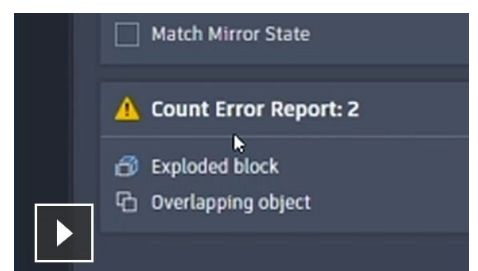 Match Mirror State
Count Error Report: 2
Exploded block
Overlapping object